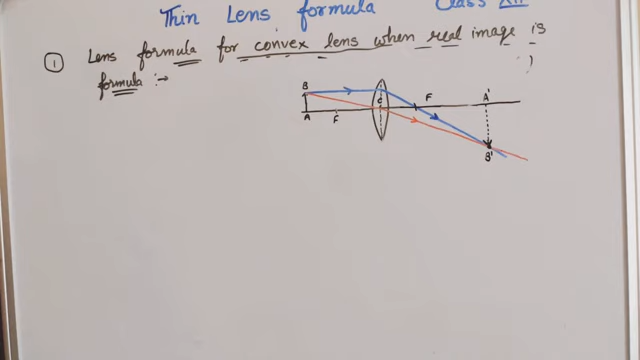 Thin Lens formula Class XII
① Lens formula for convex lens when real image is
formula :→
B F A'
C
A F
B'